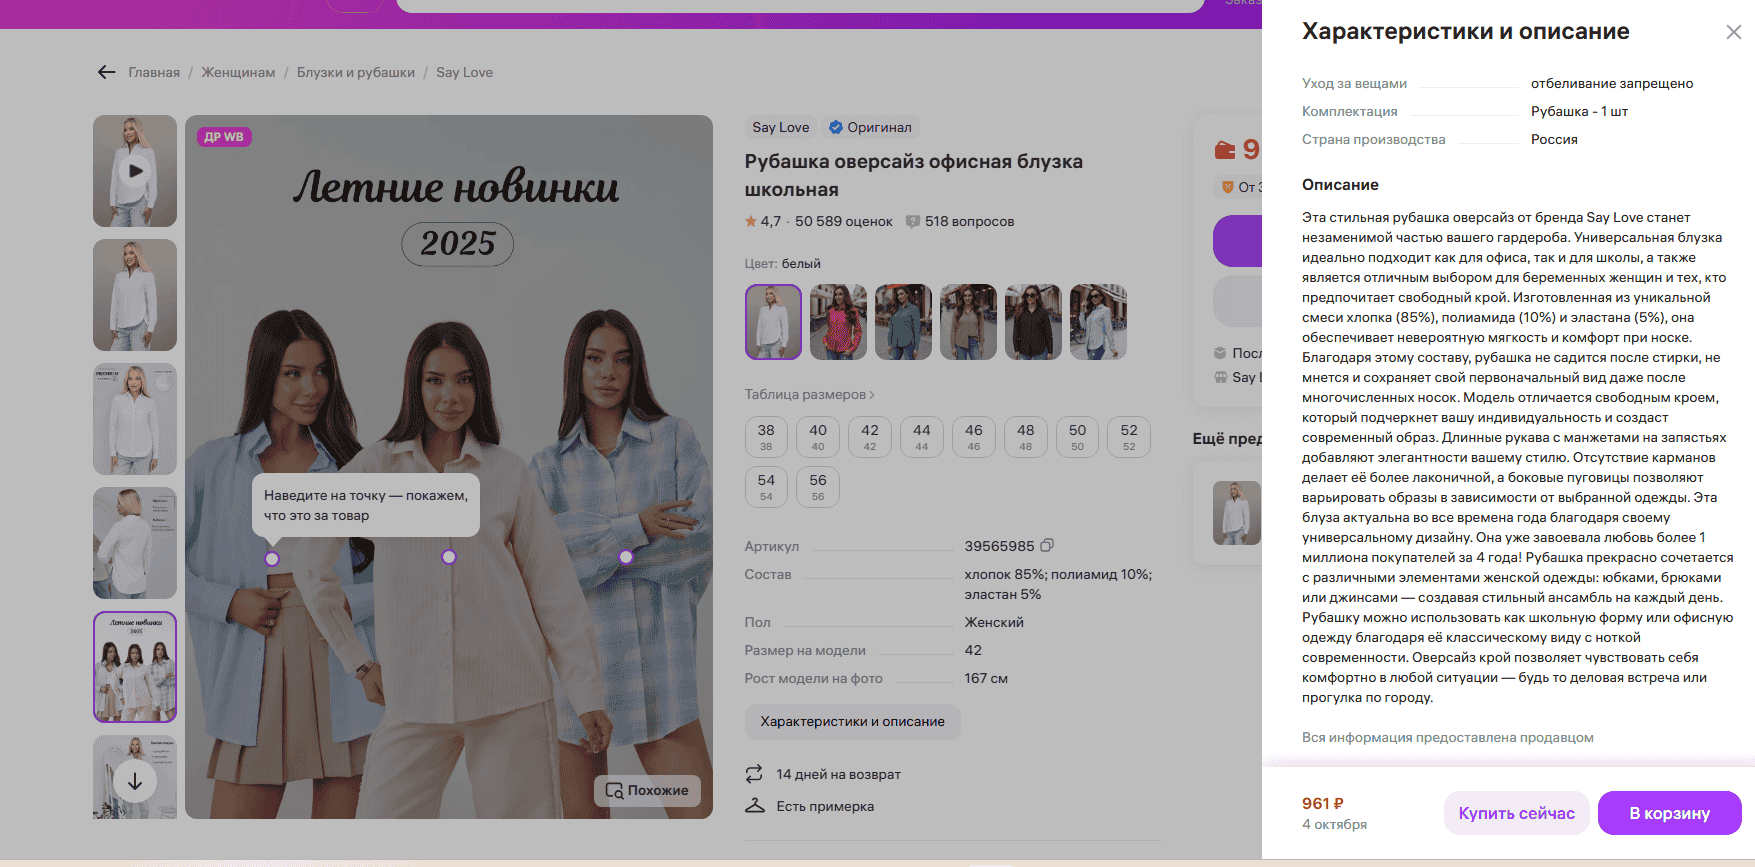 Заказ
Главная / Женщинам / Блузки и рубашки / Say Love
ДР WB
Летние новинки
2025
Наведите на точку — покажем,
что это за товар
Похожие
Летние новинки
2025
Say Love
Оригинал
Рубашка оверсайз офисная блузка
школьная
4,7 · 50 589 оценок
518 вопросов
Цвет: белый
Таблица размеров
38 40 42 44 46 48 50 52
38 40 42 44 46 48 50 52
54 56
54 56
Артикул 39565985
Состав хлопок 85%; полиамид 10%;
эластан 5%
Пол Женский
Размер на модели 42
Рост модели на фото 167 см
Характеристики и описание
14 дней на возврат
Есть примерка
9
От 3
Посл
Say L
Ещё пред
Характеристики и описание
Уход за вещами отбеливание запрещено
Комплектация Рубашка - 1 шт
Страна производства Россия
Описание
Эта стильная рубашка оверсайз от бренда Say Love станет
незаменимой частью вашего гардероба. Универсальная блузка
идеально подходит как для офиса, так и для школы, а также
является отличным выбором для беременных женщин и тех, кто
предпочитает свободный крой. Изготовленная из уникальной
смеси хлопка (85%), полиамида (10%) и эластана (5%), она
обеспечивает невероятную мягкость и комфорт при носке.
Благодаря этому составу, рубашка не садится после стирки, не
мнется и сохраняет свой первоначальный вид даже после
многочисленных носок. Модель отличается свободным кроем,
который подчеркнет вашу индивидуальность и создаст
современный образ. Длинные рукава с манжетами на запястьях
добавляют элегантности вашему стилю. Отсутствие карманов
делает её более лаконичной, а боковые пуговицы позволяют
варьировать образы в зависимости от выбранной одежды. Эта
блуза актуальна во все времена года благодаря своему
универсальному дизайну. Она уже завоевала любовь более 1
миллиона покупателей за 4 года! Рубашка прекрасно сочетается
с различными элементами женской одежды: юбками, брюками
или джинсами — создавая стильный ансамбль на каждый день.
Рубашку можно использовать как школьную форму или офисную
одежду благодаря её классическому виду с ноткой
современности. Оверсайз крой позволяет чувствовать себя
комфортно в любой ситуации — будь то деловая встреча или
прогулка по городу.
Вся информация предоставлена продавцом
961 ₽
4 октября
Купить сейчас
В корзину